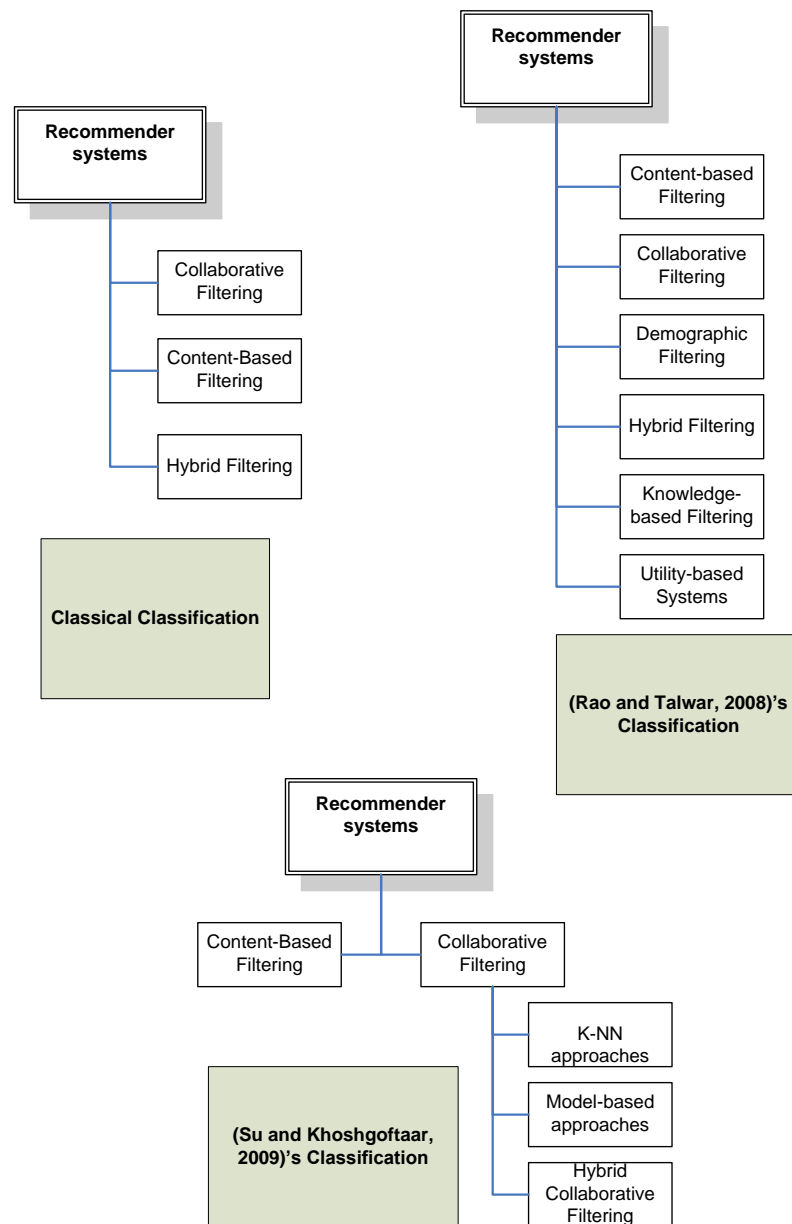 Recommender
systems
Collaborative
Filtering
Content-Based
Filtering
Hybrid Filtering
Classical Classification
Recommender
systems
Content-based
Filtering
Collaborative
Filtering
Demographic
Filtering
Hybrid Filtering
Knowledge-
based Filtering
Utility-based
Systems
(Rao and Talwar, 2008)'s
Classification
Recommender
systems
Content-Based
Filtering
Collaborative
Filtering
K-NN
approaches
Model-based
approaches
Hybrid
Collaborative
Filtering
(Su and Khoshgoftaar,
2009)'s Classification